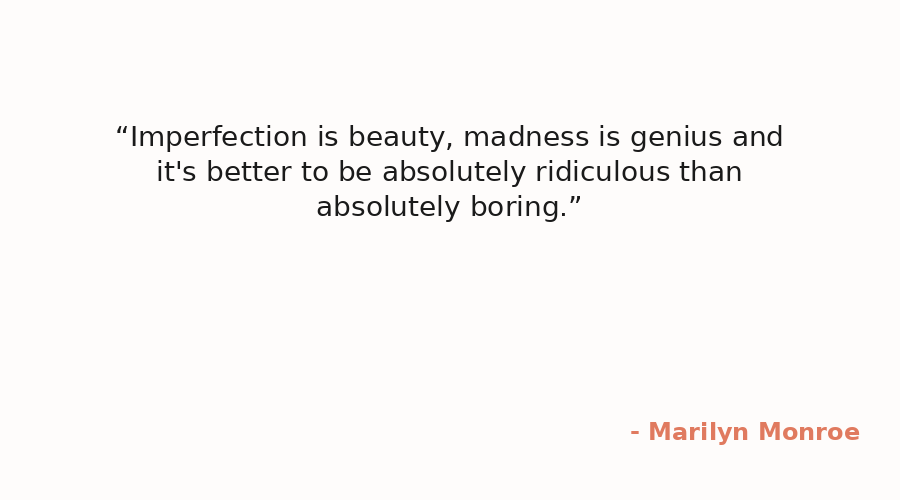 “Imperfection is beauty, madness is genius and
it's better to be absolutely ridiculous than
absolutely boring.”
- Marilyn Monroe